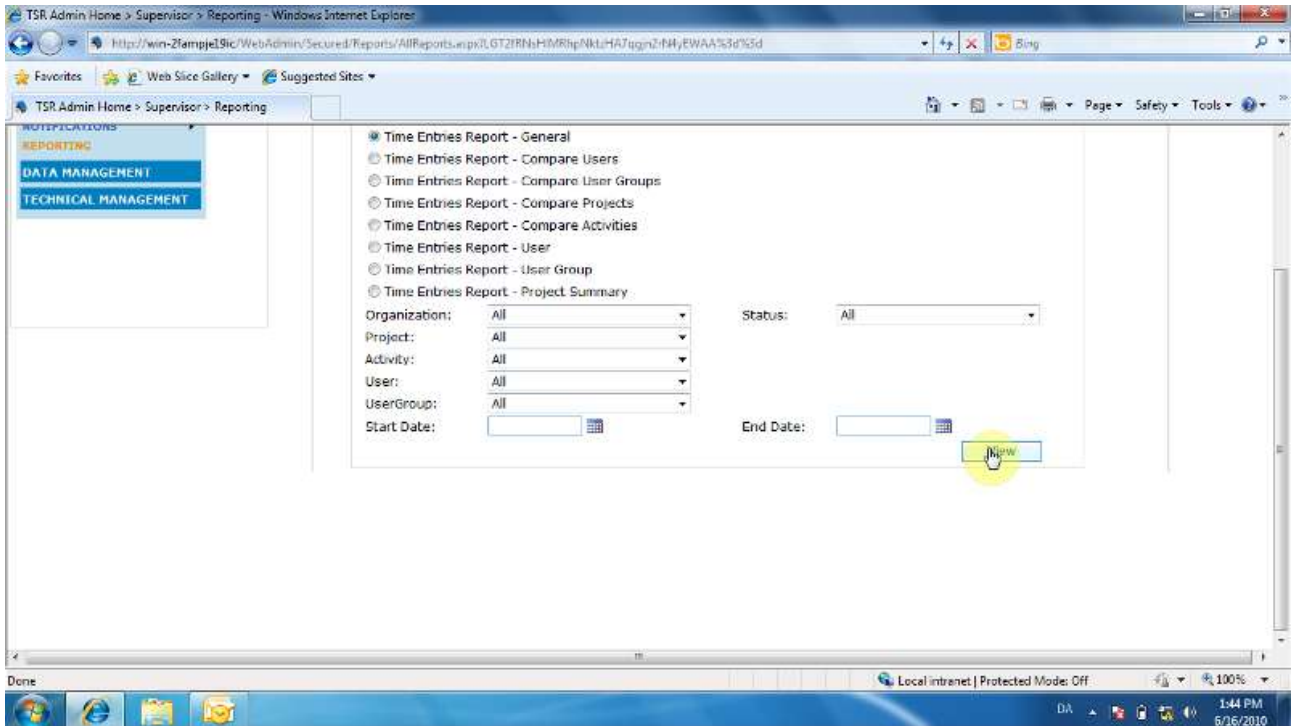 TSR Admin Home > Supervisor > Reporting - Windows Internet Explorer
Bing
Favorites Web Slice Gallery Suggested Sites
TSR Admin Home > Supervisor > Reporting
Page Safety Tools
NOTIFICATIONS
REPORTING
DATA MANAGEMENT
TECHNICAL MANAGEMENT
Time Entries Report - General
Time Entries Report - Compare Users
Time Entries Report - Compare User Groups
Time Entries Report - Compare Projects
Time Entries Report - Compare Activities
Time Entries Report - User
Time Entries Report - User Group
Time Entries Report - Project Summary
Organization: All Status: All
Project: All
Activity: All
User: All
UserGroup: All
Start Date: End Date:
View
Done Local intranet | Protected Mode: Off 100%
DA 1:44 PM
6/16/2010